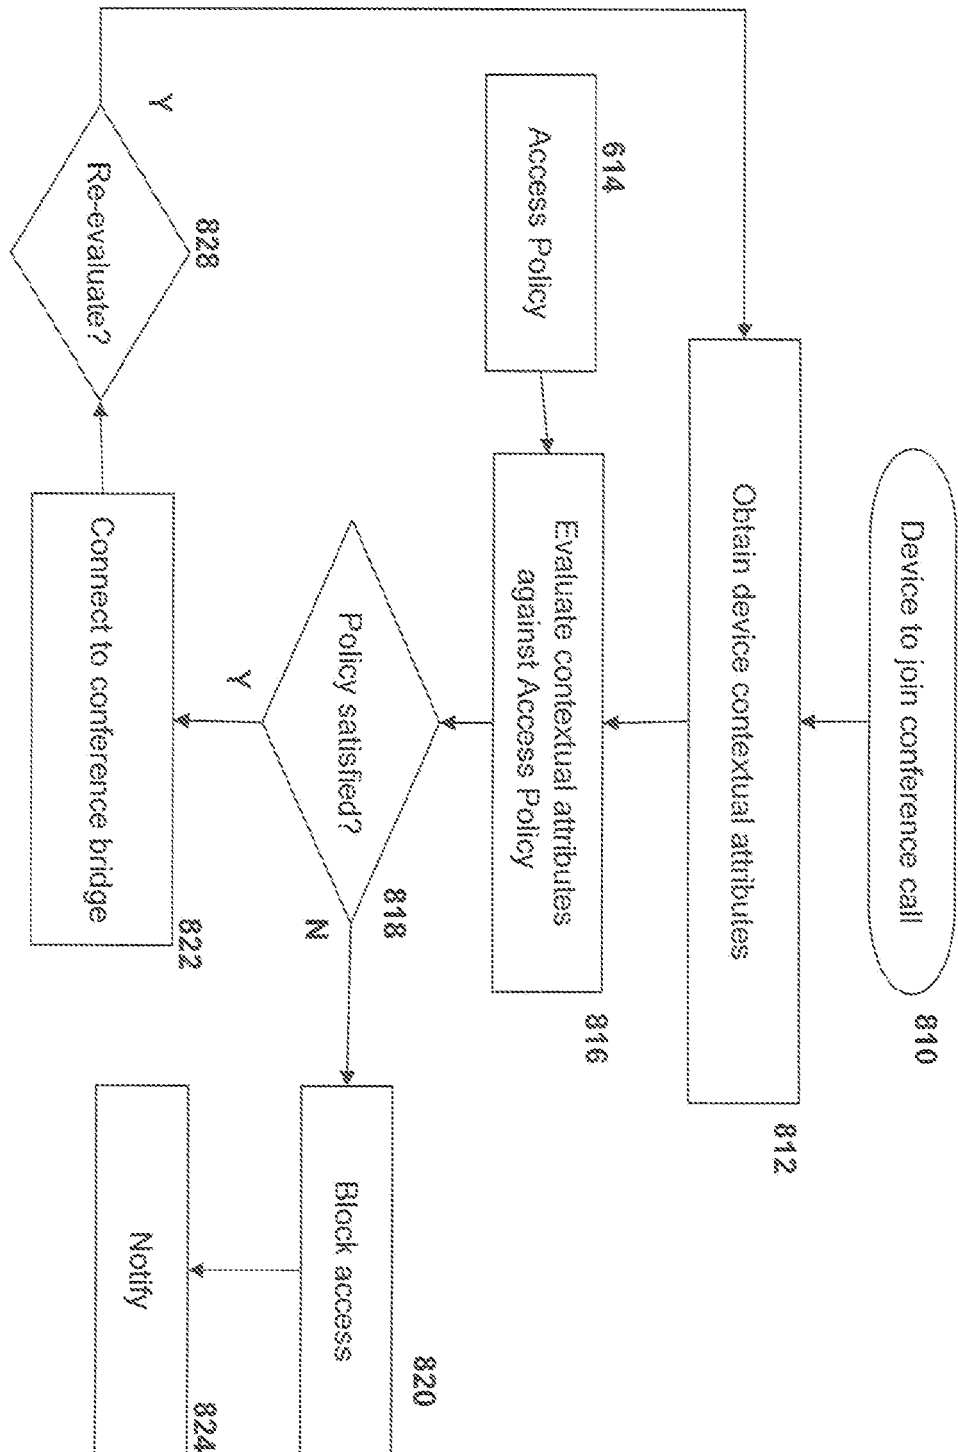 Device to join conference call
810
Obtain device contextual attributes
812
614
Access Policy
Evaluate contextual attributes
against Access Policy
816
Policy satisfied?
818
N
Y
Block access
820
Connect to conference bridge
822
Notify
824
828
Re-evaluate?
Y